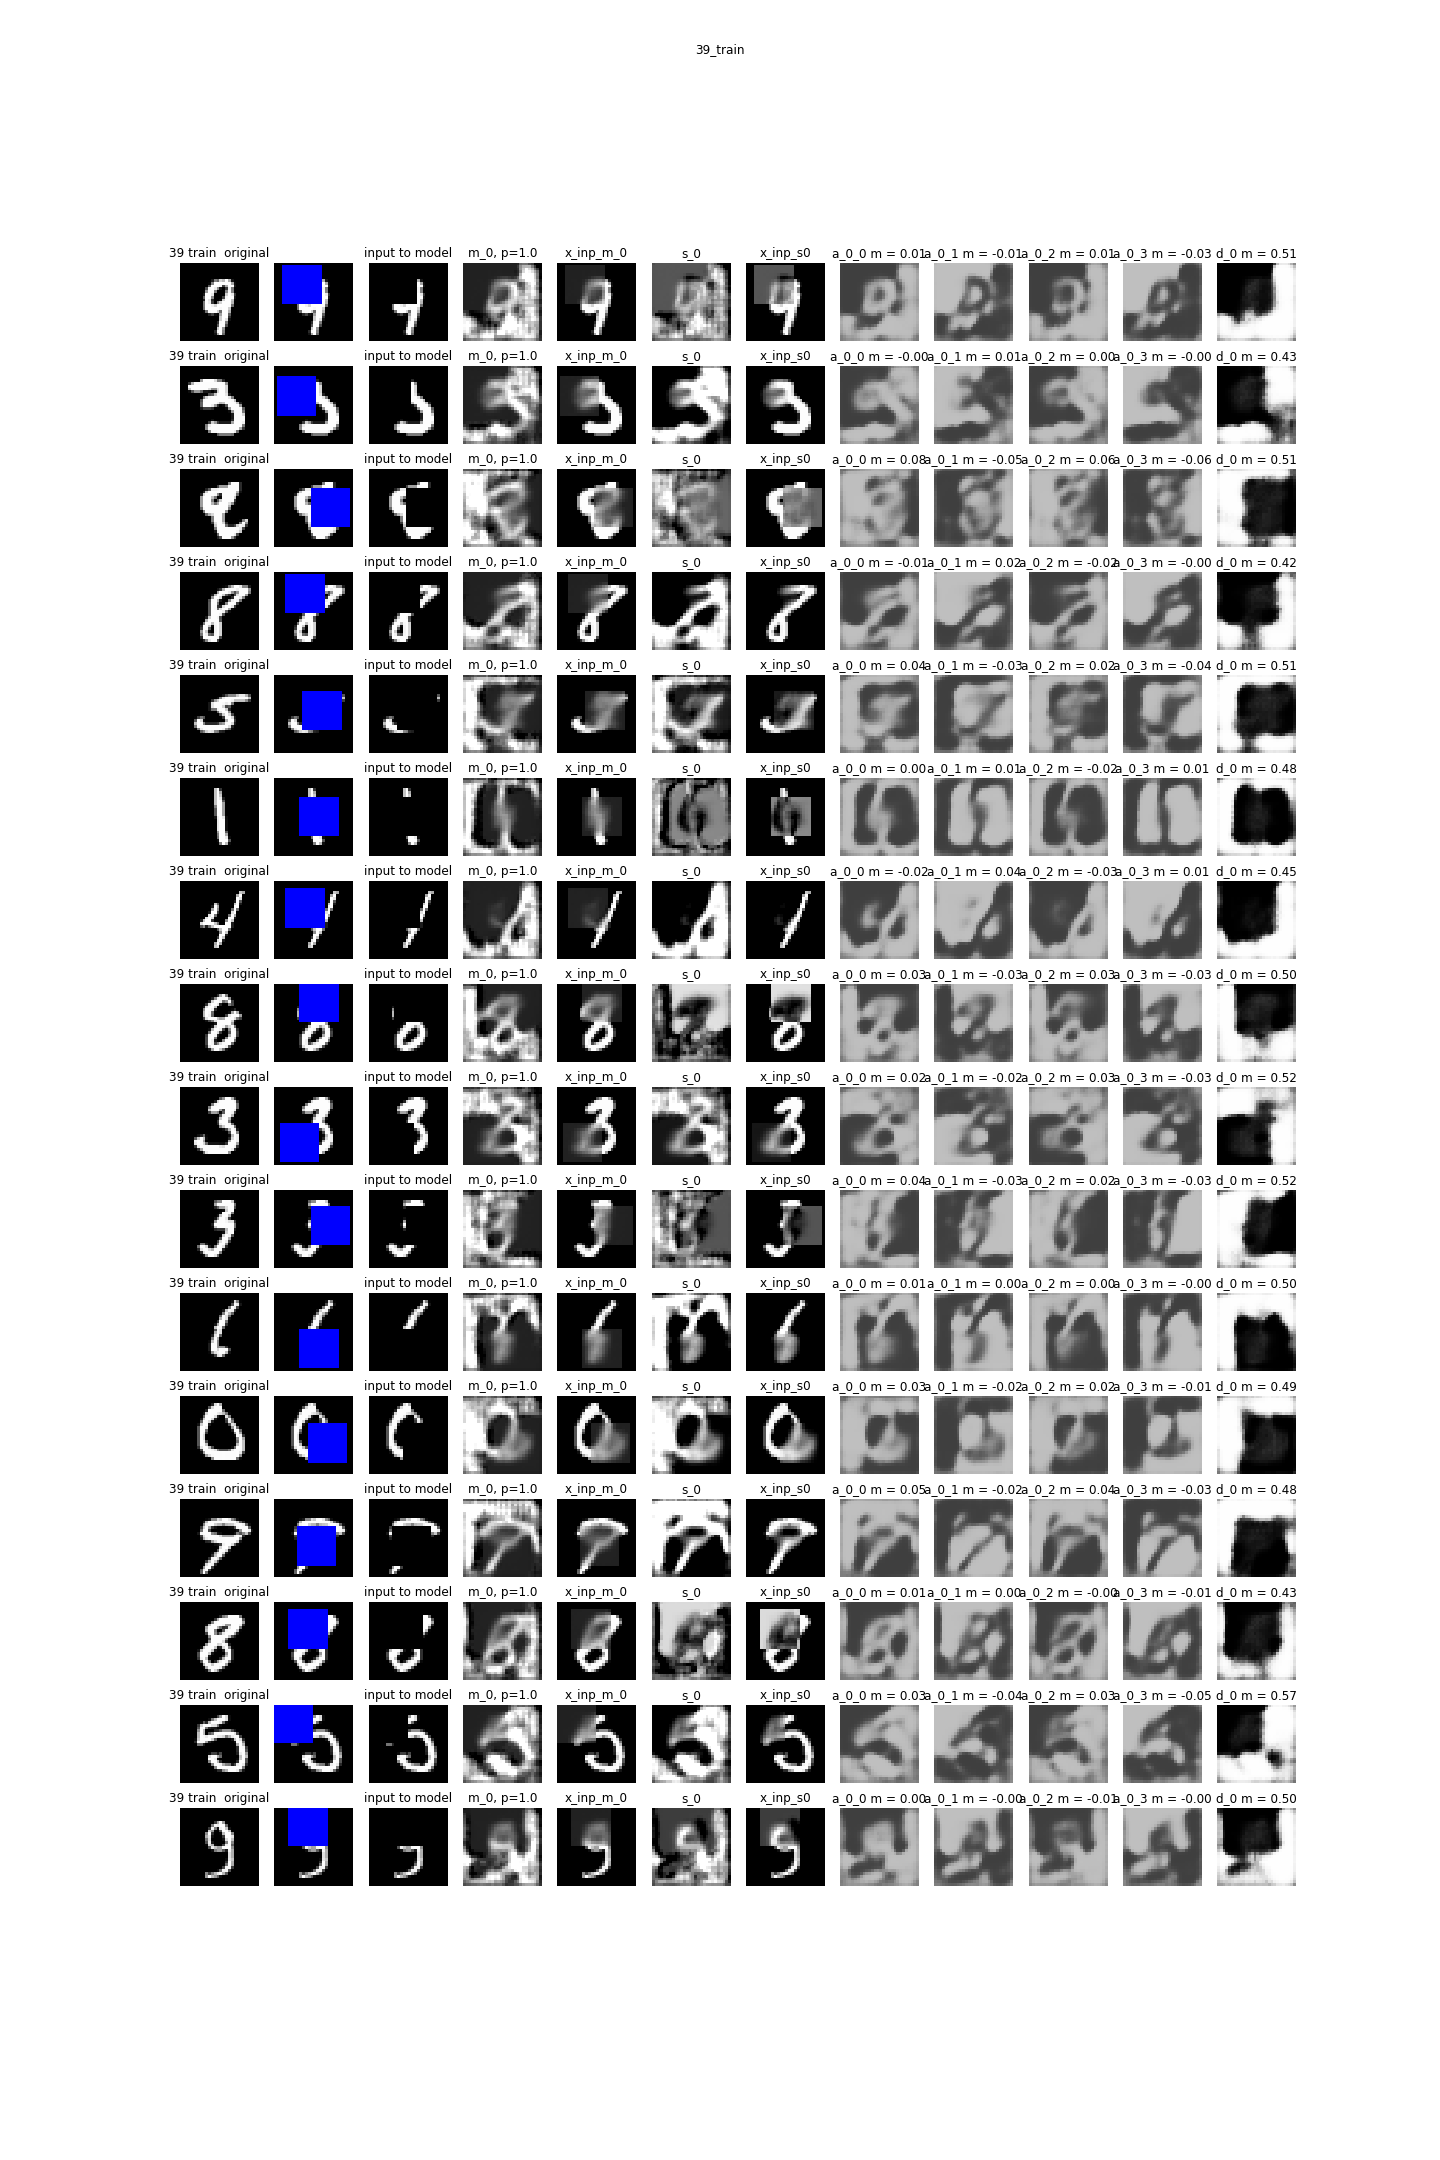 39_train
39 train  original input to model m_0, p=1.0 x_inp_m_0 s_0 x_inp_s0 a_0_0 m = 0.01 a_0_1 m = -0.01 a_0_2 m = 0.01 a_0_3 m = -0.03 d_0 m = 0.51
39 train  original input to model m_0, p=1.0 x_inp_m_0 s_0 x_inp_s0 a_0_0 m = -0.00 a_0_1 m = 0.01 a_0_2 m = 0.00 a_0_3 m = -0.00 d_0 m = 0.43
39 train  original input to model m_0, p=1.0 x_inp_m_0 s_0 x_inp_s0 a_0_0 m = 0.08 a_0_1 m = -0.05 a_0_2 m = 0.06 a_0_3 m = -0.06 d_0 m = 0.51
39 train  original input to model m_0, p=1.0 x_inp_m_0 s_0 x_inp_s0 a_0_0 m = -0.01 a_0_1 m = 0.02 a_0_2 m = -0.02 a_0_3 m = -0.00 d_0 m = 0.42
39 train  original input to model m_0, p=1.0 x_inp_m_0 s_0 x_inp_s0 a_0_0 m = 0.04 a_0_1 m = -0.03 a_0_2 m = 0.02 a_0_3 m = -0.04 d_0 m = 0.51
39 train  original input to model m_0, p=1.0 x_inp_m_0 s_0 x_inp_s0 a_0_0 m = 0.00 a_0_1 m = 0.01 a_0_2 m = -0.02 a_0_3 m = 0.01 d_0 m = 0.48
39 train  original input to model m_0, p=1.0 x_inp_m_0 s_0 x_inp_s0 a_0_0 m = -0.02 a_0_1 m = 0.04 a_0_2 m = -0.03 a_0_3 m = 0.01 d_0 m = 0.45
39 train  original input to model m_0, p=1.0 x_inp_m_0 s_0 x_inp_s0 a_0_0 m = 0.03 a_0_1 m = -0.03 a_0_2 m = 0.03 a_0_3 m = -0.03 d_0 m = 0.50
39 train  original input to model m_0, p=1.0 x_inp_m_0 s_0 x_inp_s0 a_0_0 m = 0.02 a_0_1 m = -0.02 a_0_2 m = 0.03 a_0_3 m = -0.03 d_0 m = 0.52
39 train  original input to model m_0, p=1.0 x_inp_m_0 s_0 x_inp_s0 a_0_0 m = 0.04 a_0_1 m = -0.03 a_0_2 m = 0.02 a_0_3 m = -0.03 d_0 m = 0.52
39 train  original input to model m_0, p=1.0 x_inp_m_0 s_0 x_inp_s0 a_0_0 m = 0.01 a_0_1 m = 0.00 a_0_2 m = 0.00 a_0_3 m = -0.00 d_0 m = 0.50
39 train  original input to model m_0, p=1.0 x_inp_m_0 s_0 x_inp_s0 a_0_0 m = 0.03 a_0_1 m = -0.02 a_0_2 m = 0.02 a_0_3 m = -0.01 d_0 m = 0.49
39 train  original input to model m_0, p=1.0 x_inp_m_0 s_0 x_inp_s0 a_0_0 m = 0.05 a_0_1 m = -0.02 a_0_2 m = 0.04 a_0_3 m = -0.03 d_0 m = 0.48
39 train  original input to model m_0, p=1.0 x_inp_m_0 s_0 x_inp_s0 a_0_0 m = 0.01 a_0_1 m = 0.00 a_0_2 m = -0.00 a_0_3 m = -0.01 d_0 m = 0.43
39 train  original input to model m_0, p=1.0 x_inp_m_0 s_0 x_inp_s0 a_0_0 m = 0.03 a_0_1 m = -0.04 a_0_2 m = 0.03 a_0_3 m = -0.05 d_0 m = 0.57
39 train  original input to model m_0, p=1.0 x_inp_m_0 s_0 x_inp_s0 a_0_0 m = 0.00 a_0_1 m = -0.00 a_0_2 m = -0.01 a_0_3 m = -0.00 d_0 m = 0.50